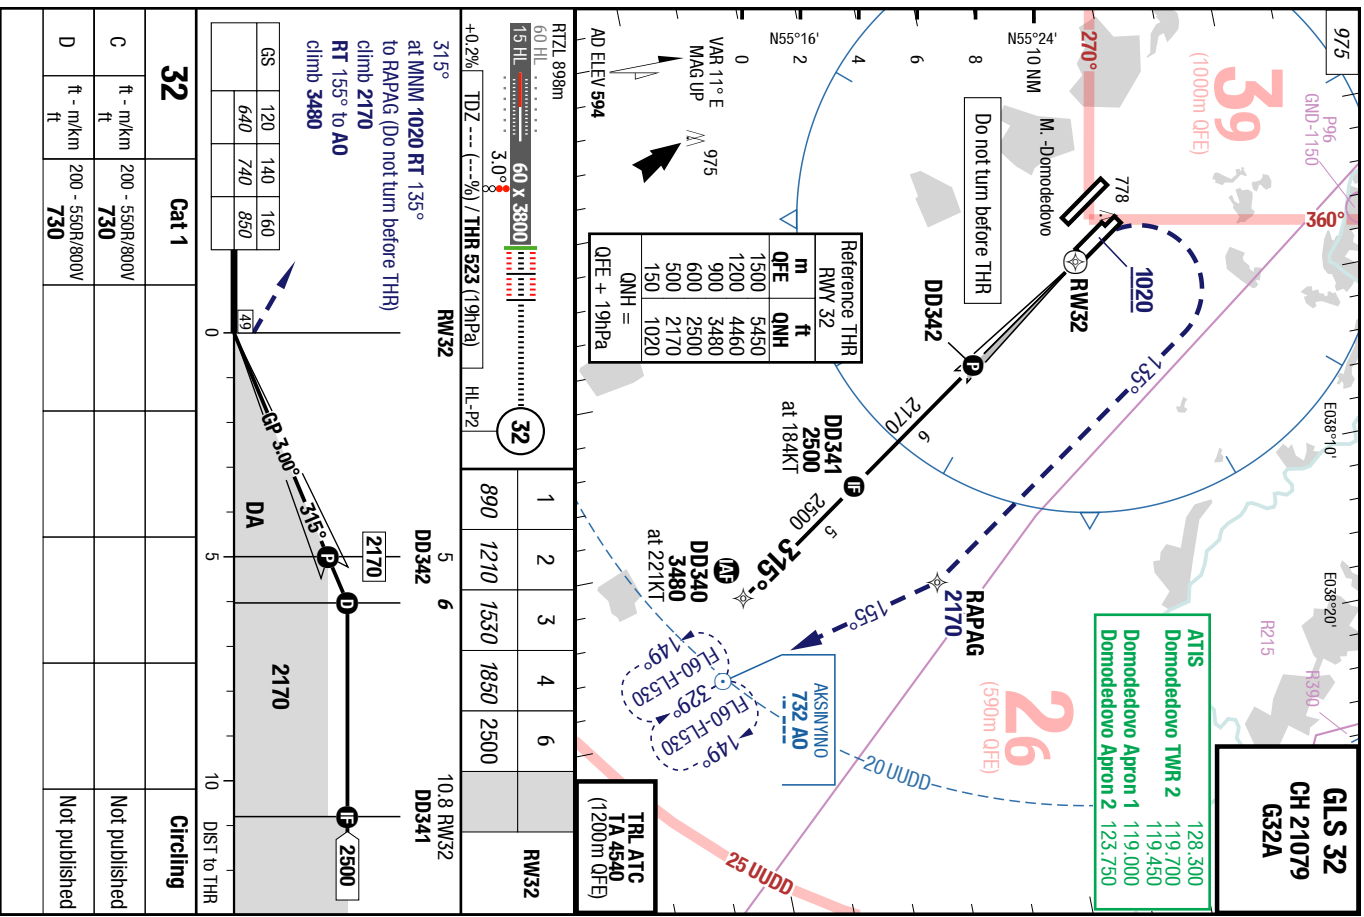 GLS 32
CH 21079
G32A
975
P96
GND-1150
39
(1000m QFE)
270°
360°
R215
R390
ATIS 128.300
Domodedovo TWR 2 119.700
119.450
Domodedovo Apron 1 119.000
Domodedovo Apron 2 123.750
E038°10'
E038°20'
N55°24'
N55°16'
10 NM
8
6
4
2
0
M. -Domodedovo
778
1020
RW32
Do not turn before THR
135°
RAPAG
2170
155°
26
(590m QFE)
DD342
2170
6
DD341
2500
at 184KT
2500
5
315°
DD340
3480
at 221KT
P
IF
IAF
AKSINYINO
732 AO
FL60-FL530
149°
329°
FL60-FL530
149°
20 UUDD
25 UUDD
VAR 11° E
MAG UP
975
AD ELEV 594
Reference THR
RWY 32
m ft
QFE QNH
1500 5450
1200 4460
900 3480
600 2500
500 2170
150 1020
QNH =
QFE + 19hPa
TRL ATC
TA 4540
(1200m QFE)
RTZL 898m
60 HL
15 HL
60 x 3800
3.0°
+0.2%
TDZ --- (---%) / THR 523 (19hPa)
HL-P2
32
1 2 3 4 6 RW32
890 1210 1530 1850 2500
315°
at MNM 1020 RT 135°
to RAPAG (Do not turn before THR)
climb 2170
RT 155° to AO
climb 3480
RW32
5
DD342
6
10.8 RW32
DD341
2170
2500
49
GP 3.00°
315°
P
D
IF
DA
2170
GS 120 140 160
640 740 850
0 5 10 DIST to THR
32 Cat 1 Circling
C ft - m/km 200 - 550R/800V Not published
ft 730
D ft - m/km 200 - 550R/800V Not published
ft 730